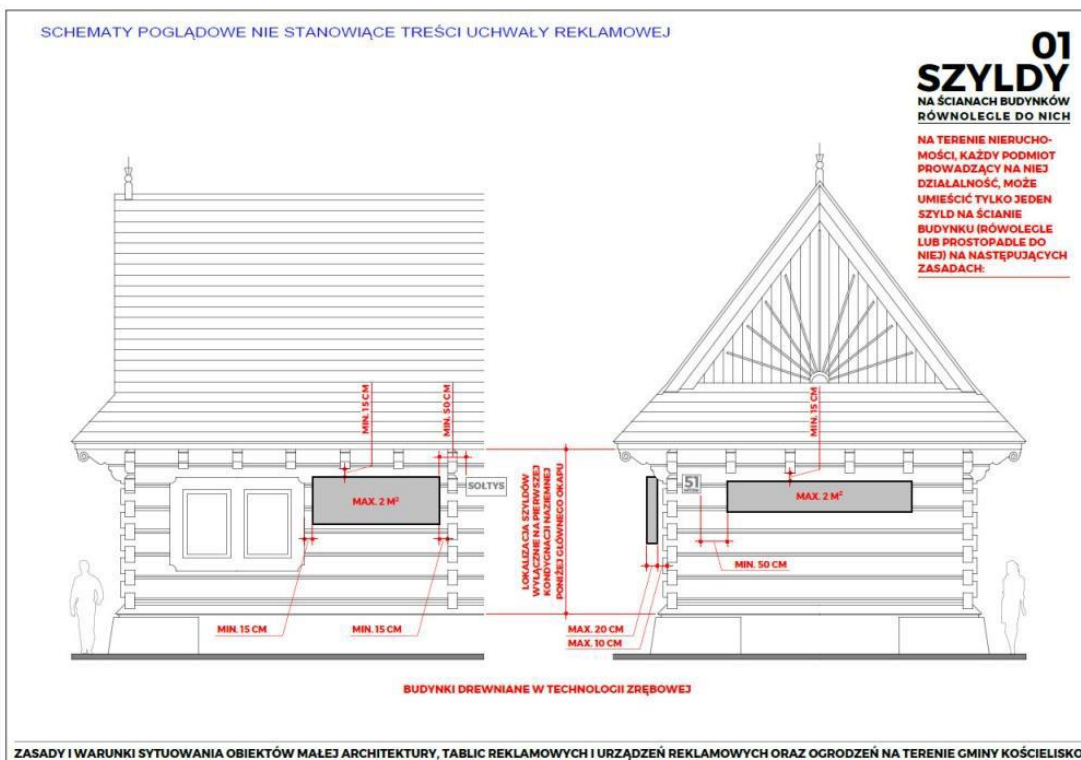 SCHEMATY POGLĄDOWE NIE STANOWIĄCE TREŚCI UCHWAŁY REKLAMOWEJ
01
SZYLDY
NA ŚCIANACH BUDYNKÓW
RÓWNOLEGLE DO NICH
NA TERENIE NIERUCHO-
MOŚCI, KAŻDY PODMIOT
PROWADZĄCY NA NIEJ
DZIAŁALNOŚĆ, MOŻE
UMIEŚCIĆ TYLKO JEDEN
SZYLD NA ŚCIANIE
BUDYNKU (RÓWOLEGLE
LUB PROSTOPADLE DO
NIEJ) NA NASTĘPUJĄCYCH
ZASADACH:
MIN. 15 CM
MIN. 50 CM
SOŁTYS
MAX. 2 M²
MIN. 15 CM
MIN. 15 CM
LOKALIZACJA SZYLDÓW
WYŁĄCZNIE NA PIERWSZEJ
KONDYGNACJI NAZIEMNEJ
PONIŻEJ GŁÓWNEGO OKAPU
MIN. 15 CM
51
MAX. 2 M²
MIN. 50 CM
MAX. 20 CM
MAX. 10 CM
BUDYNKI DREWNIANE W TECHNOLOGII ZRĘBOWEJ
ZASADY I WARUNKI SYTUOWANIA OBIEKTÓW MAŁEJ ARCHITEKTURY, TABLIC REKLAMOWYCH I URZĄDZEŃ REKLAMOWYCH ORAZ OGRODZEŃ NA TERENIE GMINY KOŚCIELISKO